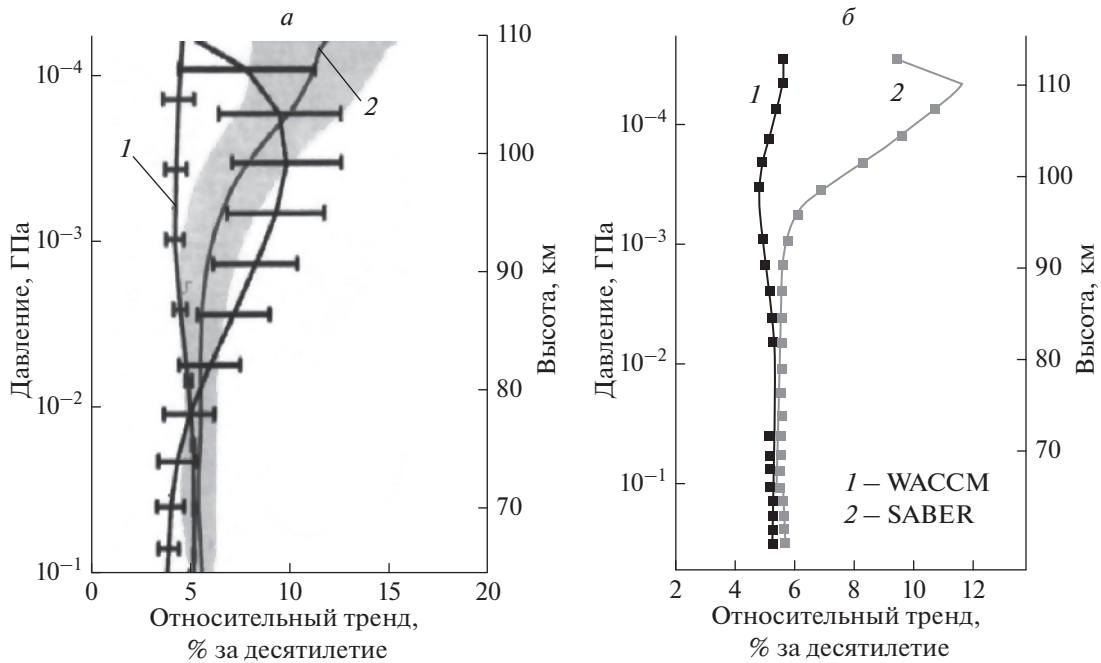 а
б
10⁻⁴
10⁻³
10⁻²
10⁻¹
Давление, ГПа
110
100
90
80
70
Высота, км
1
2
0
5
10
15
20
Относительный тренд,
% за десятилетие
10⁻⁴
10⁻³
10⁻²
10⁻¹
Давление, ГПа
110
100
90
80
70
Высота, км
1
2
1 – WACCM
2 – SABER
2
4
6
8
10
12
Относительный тренд,
% за десятилетие